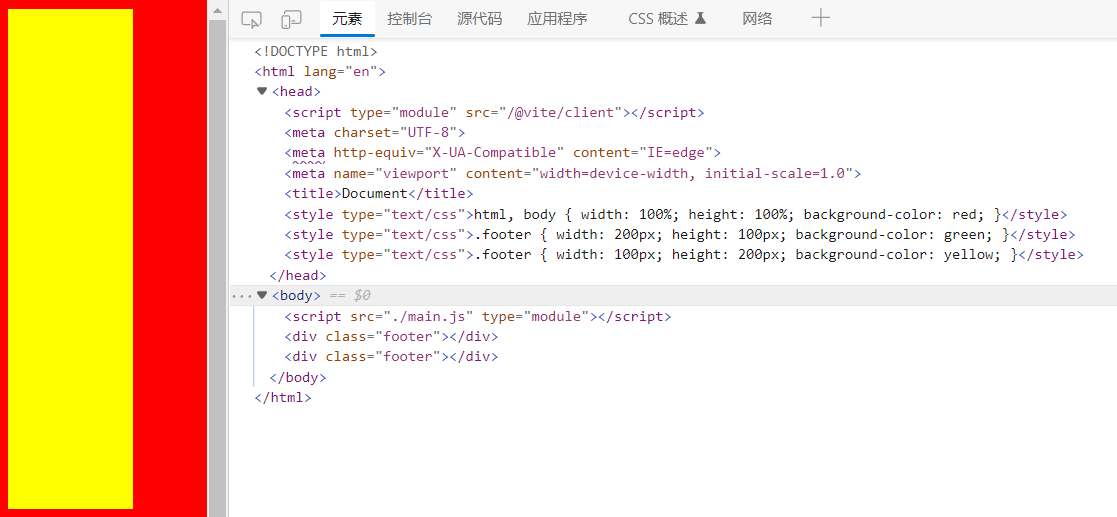 元素 控制台 源代码 应用程序 CSS 概述 网络
<!DOCTYPE html>
<html lang="en">
<head>
<script type="module" src="/@vite/client"></script>
<meta charset="UTF-8">
<meta http-equiv="X-UA-Compatible" content="IE=edge">
<meta name="viewport" content="width=device-width, initial-scale=1.0">
<title>Document</title>
<style type="text/css">html, body { width: 100%; height: 100%; background-color: red; }</style>
<style type="text/css">.footer { width: 200px; height: 100px; background-color: green; }</style>
<style type="text/css">.footer { width: 100px; height: 200px; background-color: yellow; }</style>
</head>
<body> == $0
<script src="./main.js" type="module"></script>
<div class="footer"></div>
<div class="footer"></div>
</body>
</html>